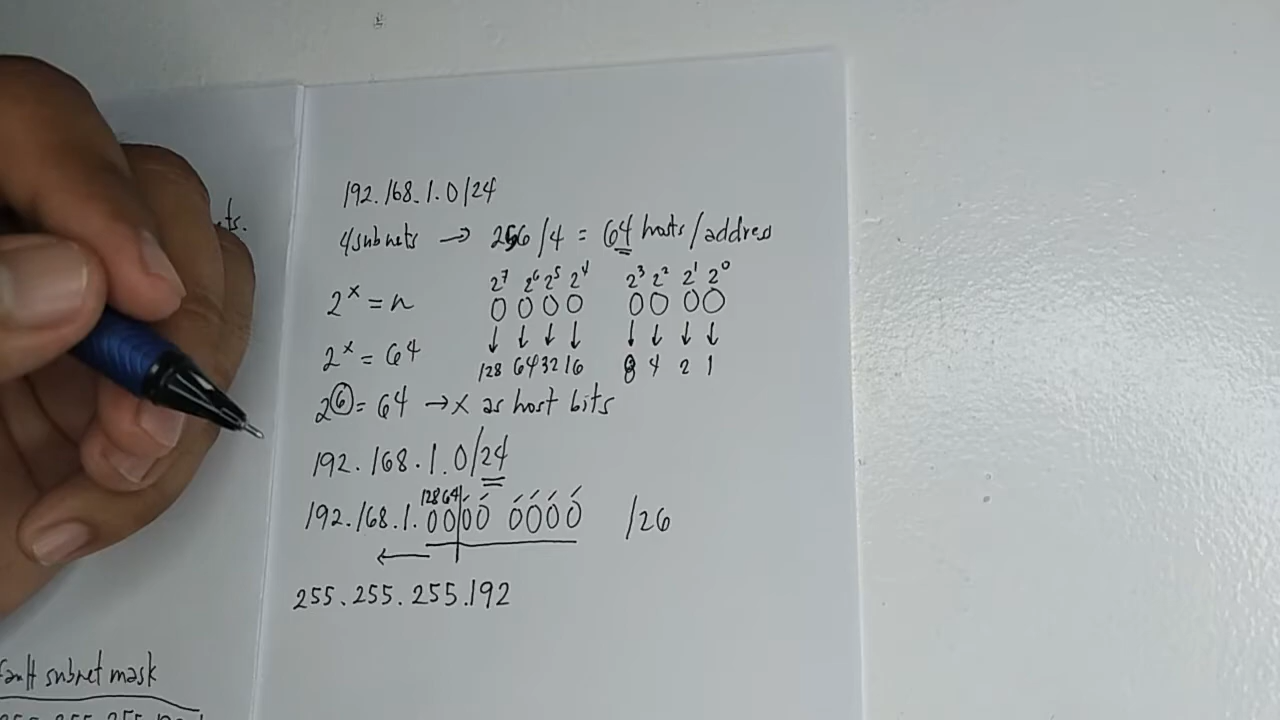 192.168.1.0/24
4 subnets → 256/4 = 64 hosts/address
2^7 2^6 2^5 2^4 2^3 2^2 2^1 2^0
2^x = n 0 0 0 0 0 0 0 0
↓ ↓ ↓ ↓ ↓ ↓ ↓ ↓
2^x = 64 128 64 32 16 8 4 2 1
2^6 = 64 → x as host bits
192.168.1.0/24
128 64
192.168.1.00|00 0000 /26
←
255.255.255.192
subnet mask